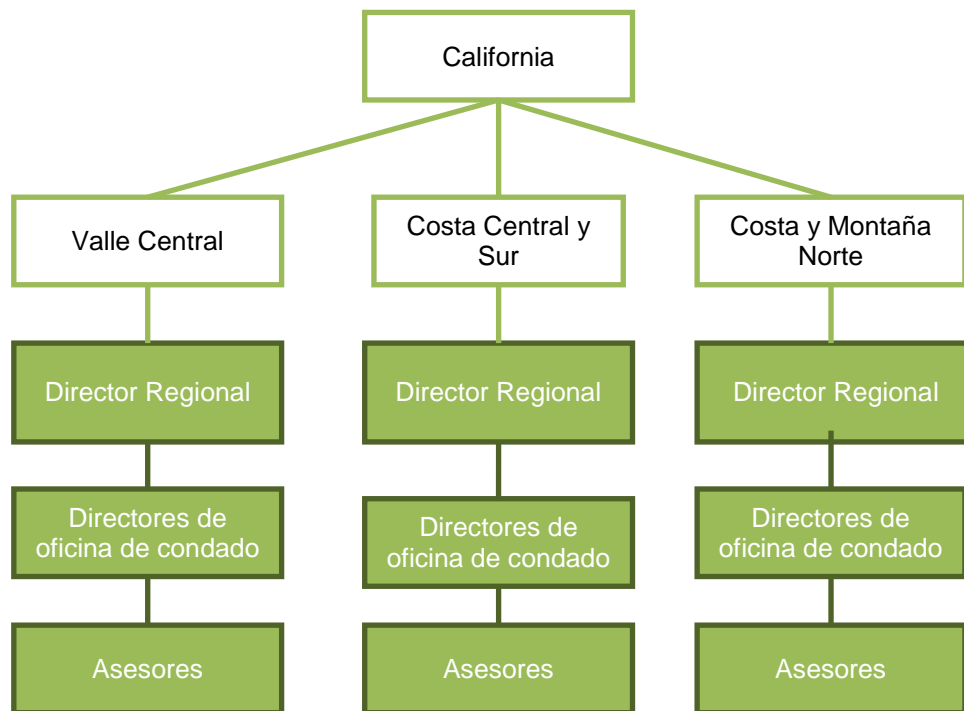 California
Valle Central
Costa Central y
Sur
Costa y Montaña
Norte
Director Regional
Director Regional
Director Regional
Directores de
oficina de condado
Directores de
oficina de condado
Directores de
oficina de condado
Asesores
Asesores
Asesores